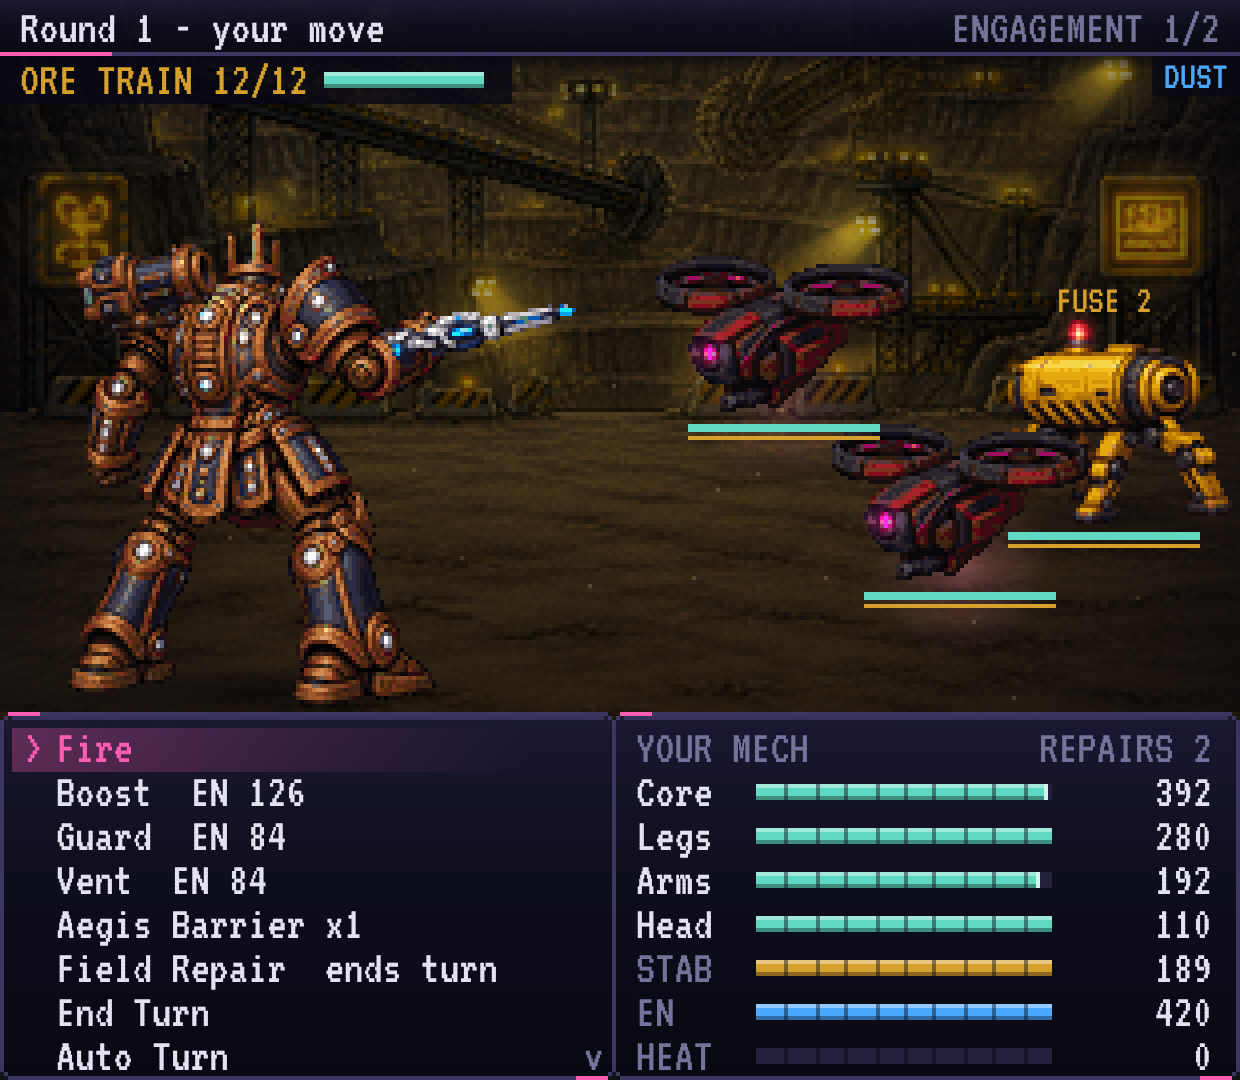 Round 1 - your move
ENGAGEMENT 1/2
ORE TRAIN 12/12
DUST
FUSE 2
> Fire
Boost EN 126
Guard EN 84
Vent EN 84
Aegis Barrier x1
Field Repair ends turn
End Turn
Auto Turn v
YOUR MECH REPAIRS 2
Core 392
Legs 280
Arms 192
Head 110
STAB 189
EN 420
HEAT 0